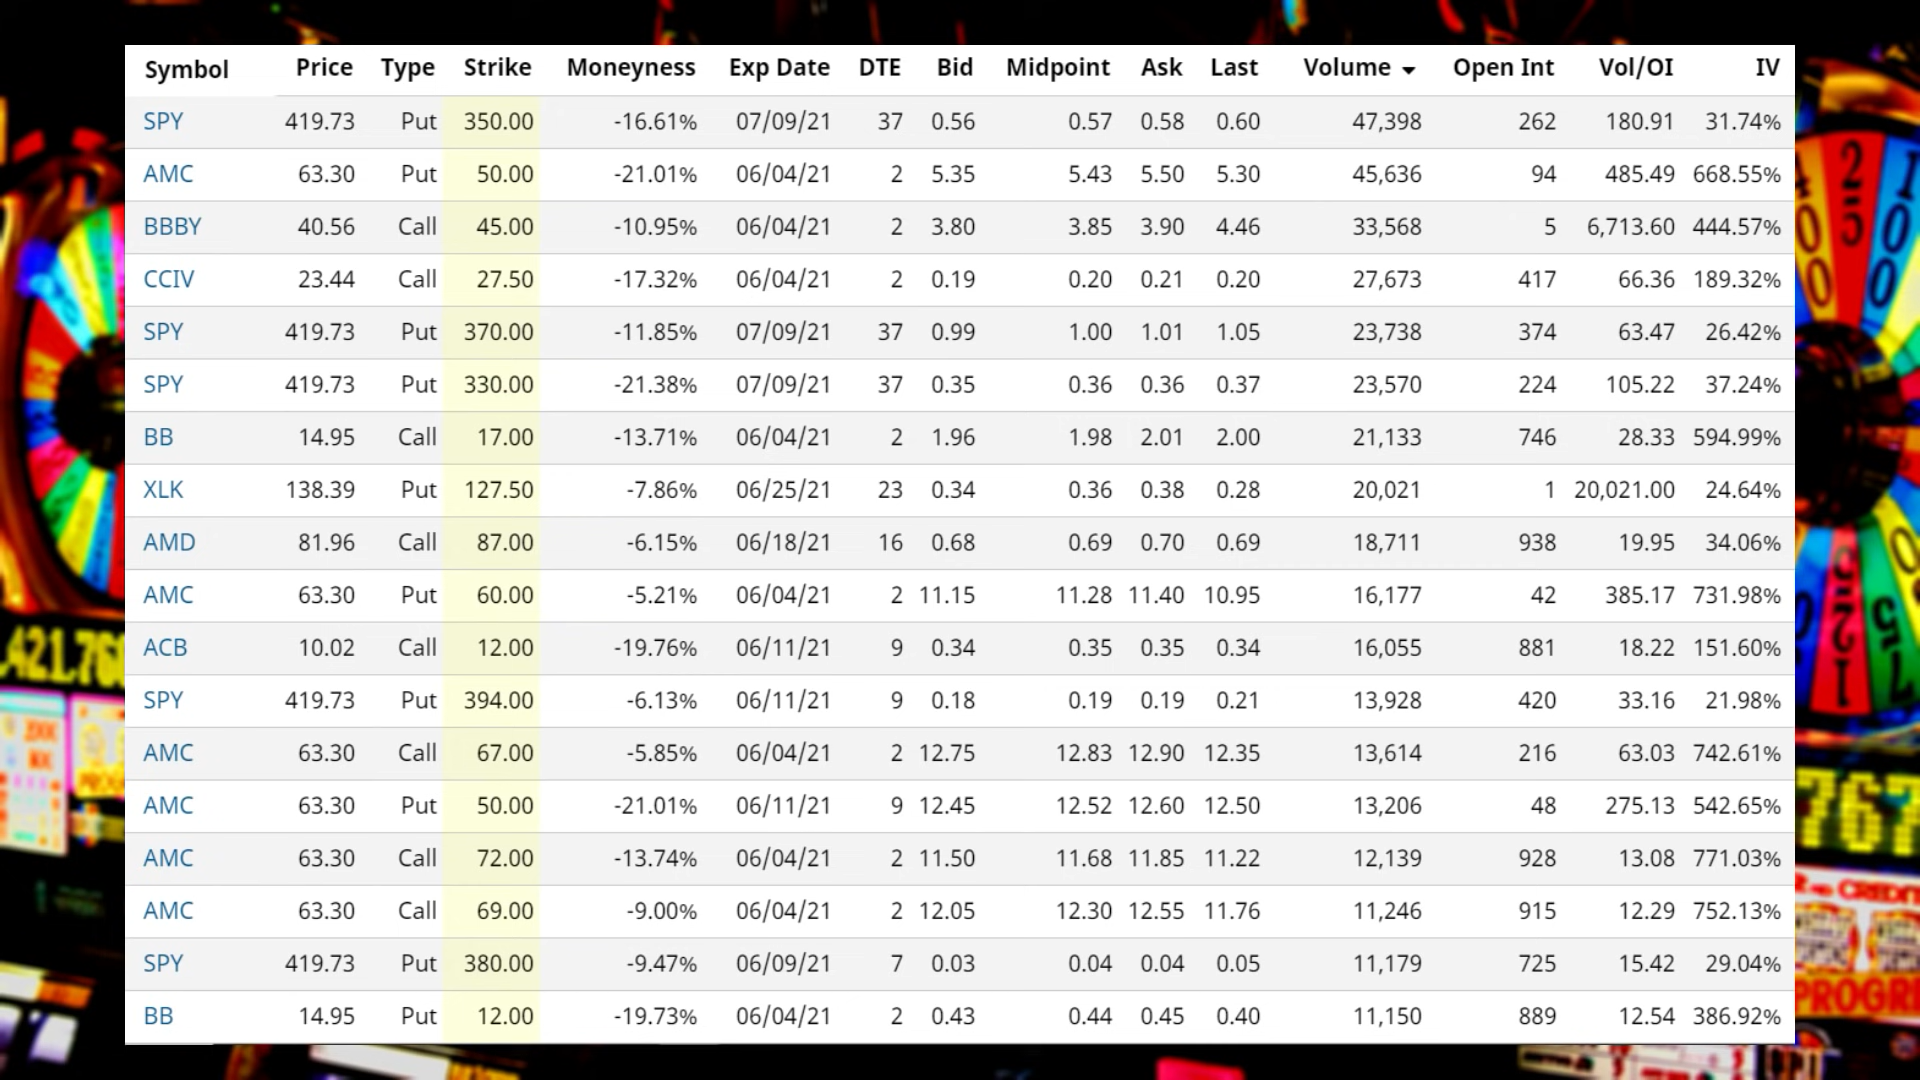 Symbol Price Type Strike Moneyness Exp Date DTE Bid Midpoint Ask Last Volume Open Int Vol/OI IV
SPY 419.73 Put 350.00 -16.61% 07/09/21 37 0.56 0.57 0.58 0.60 47,398 262 180.91 31.74%
AMC 63.30 Put 50.00 -21.01% 06/04/21 2 5.35 5.43 5.50 5.30 45,636 94 485.49 668.55%
BBBY 40.56 Call 45.00 -10.95% 06/04/21 2 3.80 3.85 3.90 4.46 33,568 5 6,713.60 444.57%
CCIV 23.44 Call 27.50 -17.32% 06/04/21 2 0.19 0.20 0.21 0.20 27,673 417 66.36 189.32%
SPY 419.73 Put 370.00 -11.85% 07/09/21 37 0.99 1.00 1.01 1.05 23,738 374 63.47 26.42%
SPY 419.73 Put 330.00 -21.38% 07/09/21 37 0.35 0.36 0.36 0.37 23,570 224 105.22 37.24%
BB 14.95 Call 17.00 -13.71% 06/04/21 2 1.96 1.98 2.01 2.00 21,133 746 28.33 594.99%
XLK 138.39 Put 127.50 -7.86% 06/25/21 23 0.34 0.36 0.38 0.28 20,021 1 20,021.00 24.64%
AMD 81.96 Call 87.00 -6.15% 06/18/21 16 0.68 0.69 0.70 0.69 18,711 938 19.95 34.06%
AMC 63.30 Put 60.00 -5.21% 06/04/21 2 11.15 11.28 11.40 10.95 16,177 42 385.17 731.98%
ACB 10.02 Call 12.00 -19.76% 06/11/21 9 0.34 0.35 0.35 0.34 16,055 881 18.22 151.60%
SPY 419.73 Put 394.00 -6.13% 06/11/21 9 0.18 0.19 0.19 0.21 13,928 420 33.16 21.98%
AMC 63.30 Call 67.00 -5.85% 06/04/21 2 12.75 12.83 12.90 12.35 13,614 216 63.03 742.61%
AMC 63.30 Put 50.00 -21.01% 06/11/21 9 12.45 12.52 12.60 12.50 13,206 48 275.13 542.65%
AMC 63.30 Call 72.00 -13.74% 06/04/21 2 11.50 11.68 11.85 11.22 12,139 928 13.08 771.03%
AMC 63.30 Call 69.00 -9.00% 06/04/21 2 12.05 12.30 12.55 11.76 11,246 915 12.29 752.13%
SPY 419.73 Put 380.00 -9.47% 06/09/21 7 0.03 0.04 0.04 0.05 11,179 725 15.42 29.04%
BB 14.95 Put 12.00 -19.73% 06/04/21 2 0.43 0.44 0.45 0.40 11,150 889 12.54 386.92%